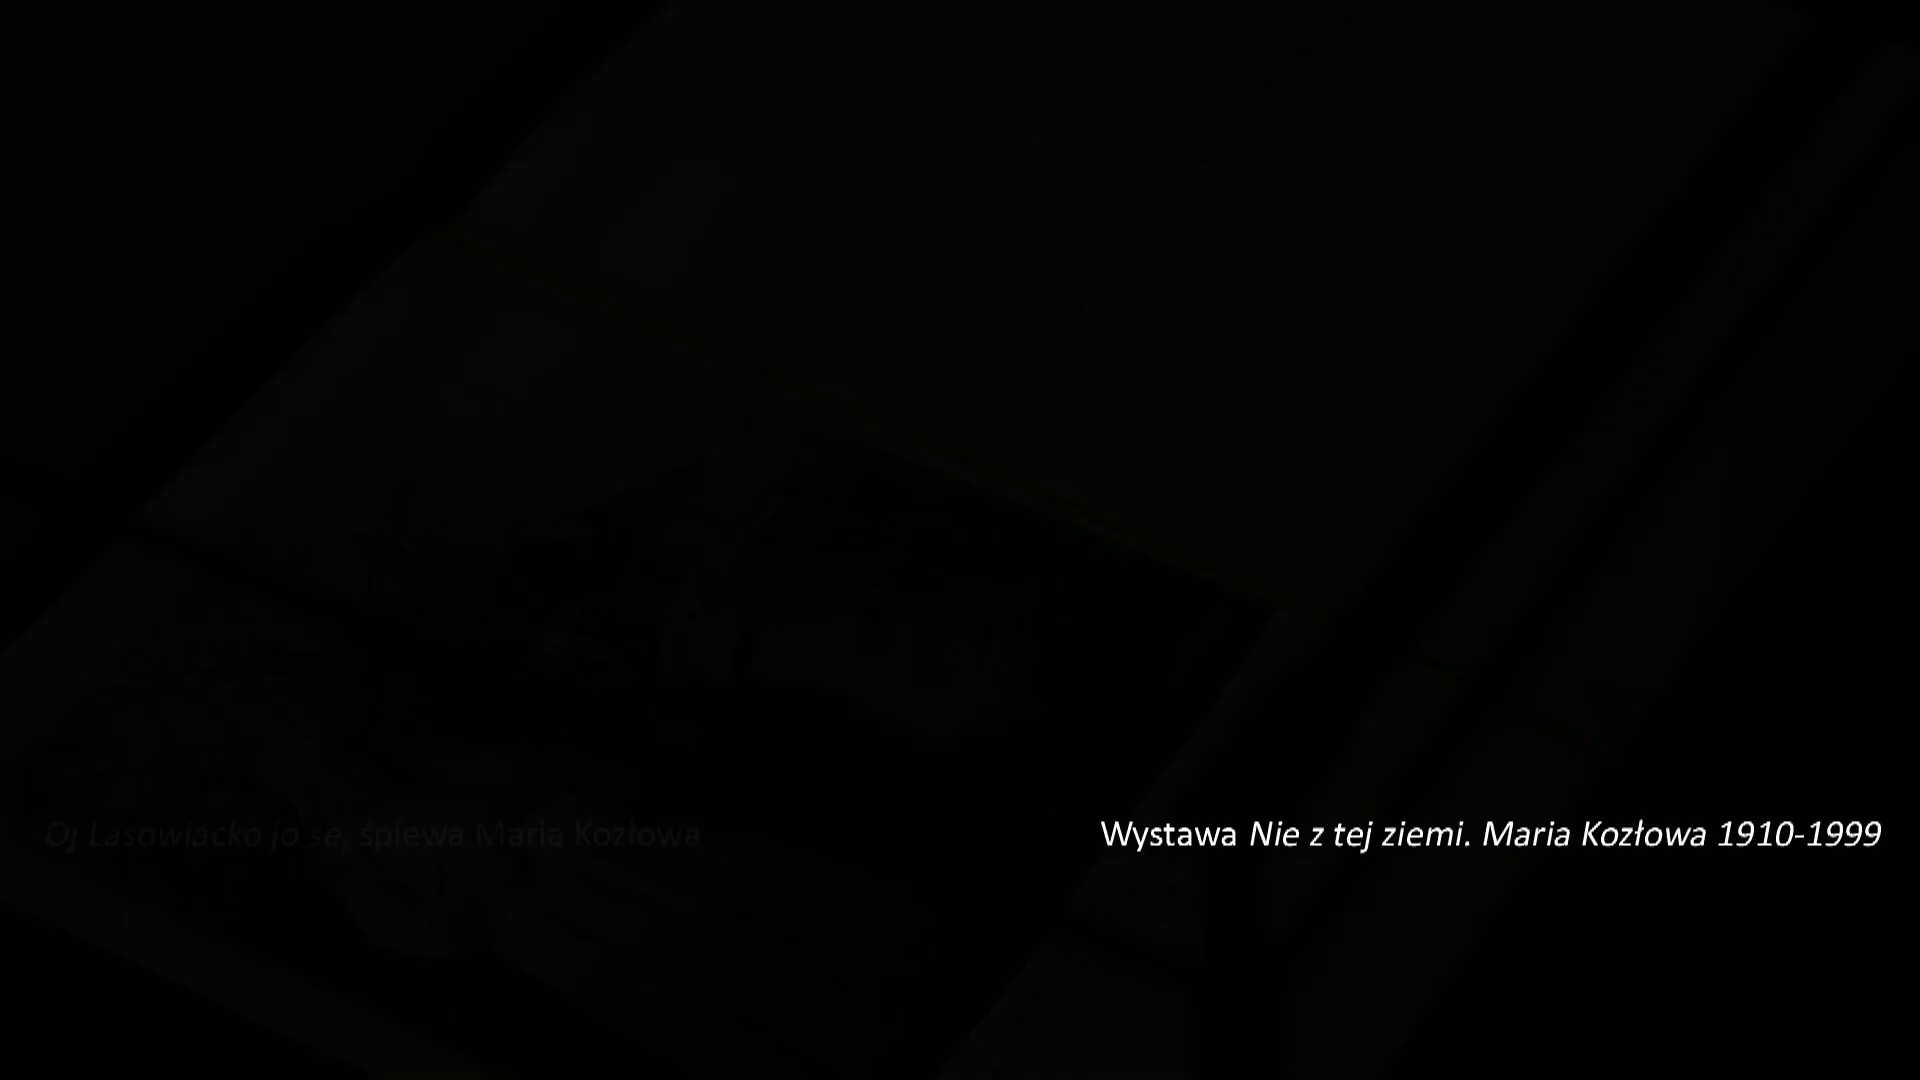 Oj Lasowiacko jo se, śpiewa Maria Kozłowa
Wystawa Nie z tej ziemi. Maria Kozłowa 1910-1999